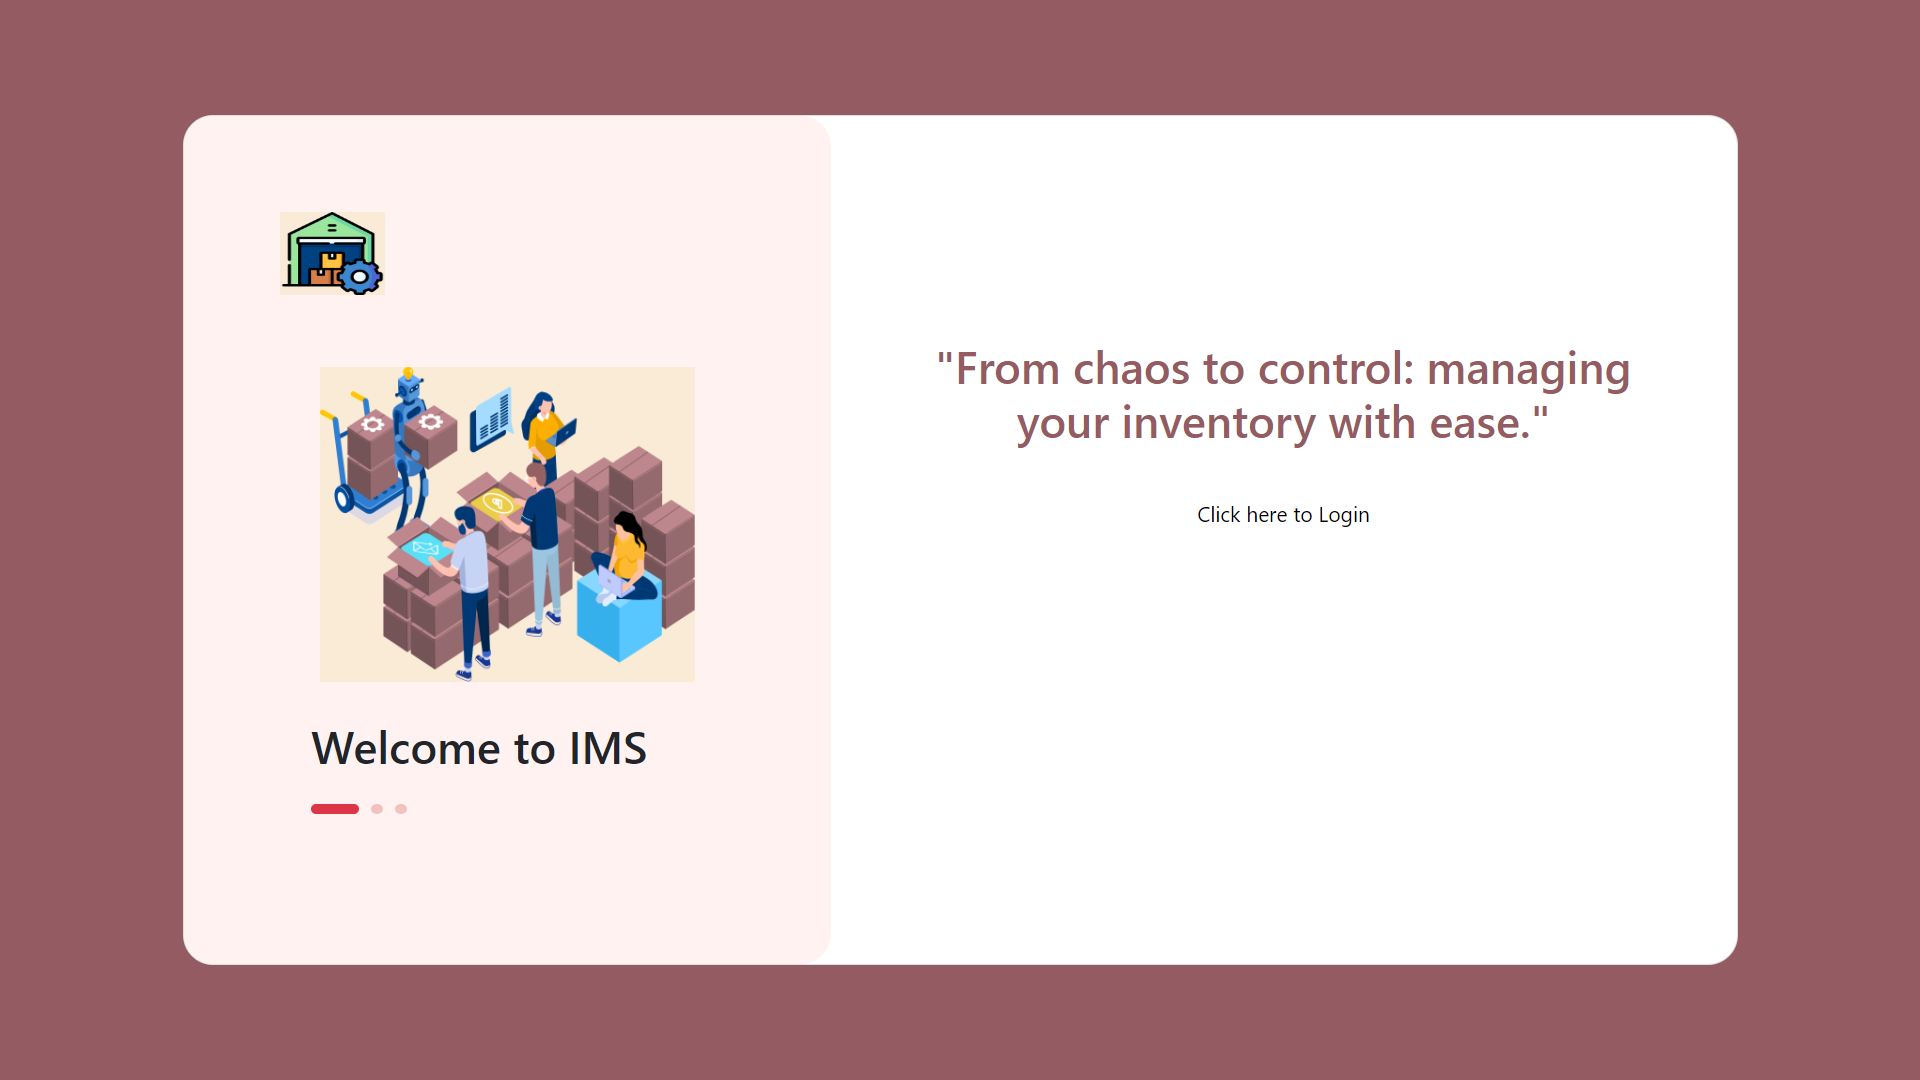 Welcome to IMS
"From chaos to control: managing
your inventory with ease."
Click here to Login